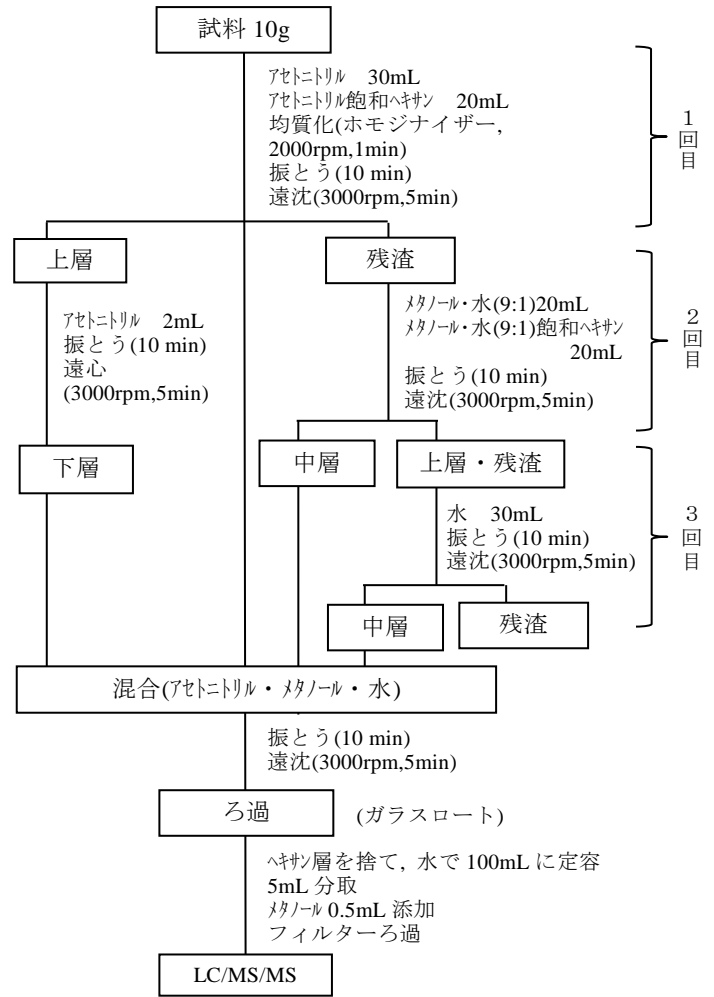 試料 10g
ｱｾﾄﾆﾄﾘﾙ　30mL
ｱｾﾄﾆﾄﾘﾙ飽和ﾍｷｻﾝ　20mL
均質化(ホモジナイザー,
2000rpm,1min)
振とう(10 min)
遠沈(3000rpm,5min)
1回目
上層
残渣
ｱｾﾄﾆﾄﾘﾙ　2mL
振とう(10 min)
遠心
(3000rpm,5min)
ﾒﾀﾉｰﾙ・水(9:1)20mL
ﾒﾀﾉｰﾙ・水(9:1)飽和ﾍｷｻﾝ
20mL
振とう(10 min)
遠沈(3000rpm,5min)
2回目
下層
中層
上層・残渣
水　30mL
振とう(10 min)
遠沈(3000rpm,5min)
3回目
中層
残渣
混合(ｱｾﾄﾆﾄﾘﾙ・ﾒﾀﾉｰﾙ・水)
振とう(10 min)
遠沈(3000rpm,5min)
ろ過
(ガラスロート)
ﾍｷｻﾝ層を捨て, 水で 100mL に定容
5mL 分取
ﾒﾀﾉｰﾙ 0.5mL 添加
フィルターろ過
LC/MS/MS